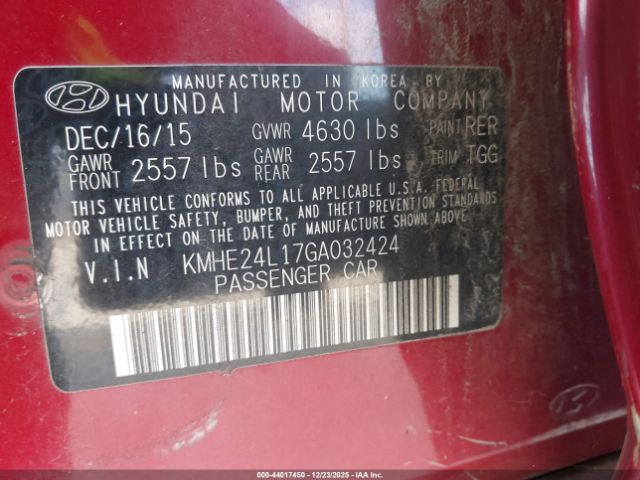 MANUFACTURED IN KOREA BY
HYUNDAI MOTOR COMPANY
DEC/16/15 GVWR 4630 lbs PAINT RER
GAWR FRONT 2557 lbs GAWR REAR 2557 lbs TRIM TGG
THIS VEHICLE CONFORMS TO ALL APPLICABLE U.S.A. FEDERAL
MOTOR VEHICLE SAFETY, BUMPER, AND THEFT PREVENTION STANDARDS
IN EFFECT ON THE DATE OF MANUFACTURE SHOWN ABOVE.
V.I.N KMHE24L17GA032424
PASSENGER CAR
000-44017450 - 12/23/2025 - IAA Inc.